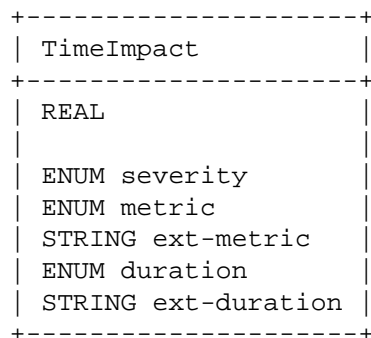 +---------------------+
| TimeImpact          |
+---------------------+
| REAL                |
|                     |
| ENUM severity       |
| ENUM metric         |
| STRING ext-metric   |
| ENUM duration       |
| STRING ext-duration |
+---------------------+